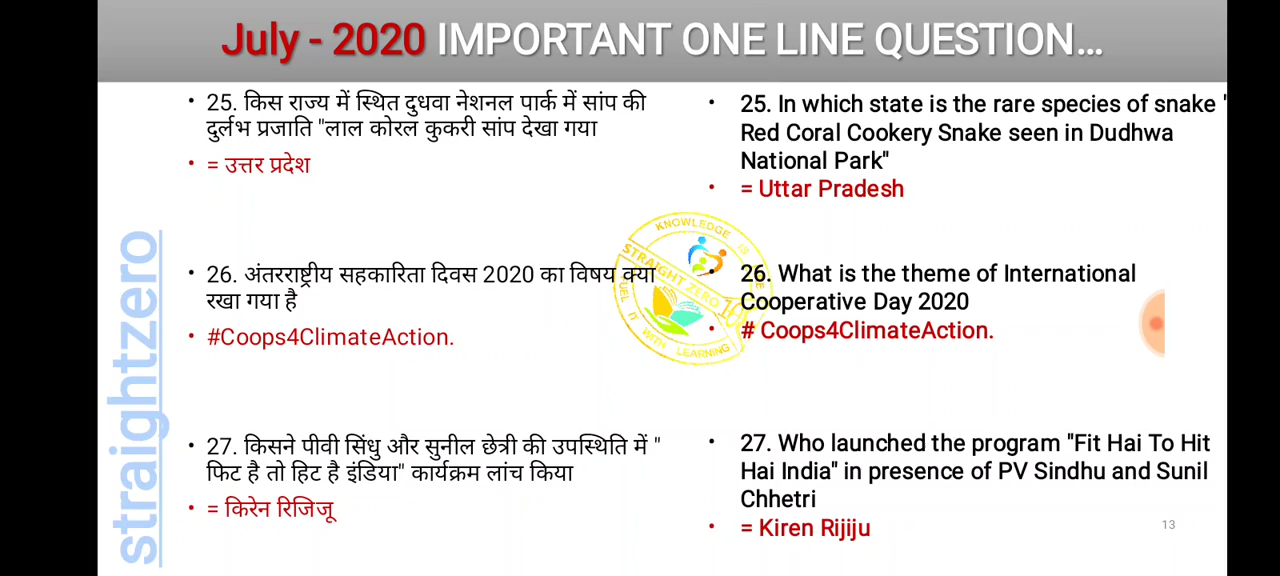 July - 2020 IMPORTANT ONE LINE QUESTION...
• 25. किस राज्य में स्थित दुधवा नेशनल पार्क में सांप की
दुर्लभ प्रजाति "लाल कोरल कुकरी सांप देखा गया
• = उत्तर प्रदेश
• 26. अंतरराष्ट्रीय सहकारिता दिवस 2020 का विषय क्या
रखा गया है
• #Coops4ClimateAction.
• 27. किसने पीवी सिंधु और सुनील छेत्री की उपस्थिति में "
फिट है तो हिट है इंडिया" कार्यक्रम लांच किया
• = किरेन रिजिजू
• 25. In which state is the rare species of snake "
Red Coral Cookery Snake seen in Dudhwa
National Park"
• = Uttar Pradesh
• 26. What is the theme of International
Cooperative Day 2020
• # Coops4ClimateAction.
• 27. Who launched the program "Fit Hai To Hit
Hai India" in presence of PV Sindhu and Sunil
Chhetri
• = Kiren Rijiju
13
straightzero
KNOWLEDGE IS
STRAIGHT ZERO
FUEL IT WITH LEARNING